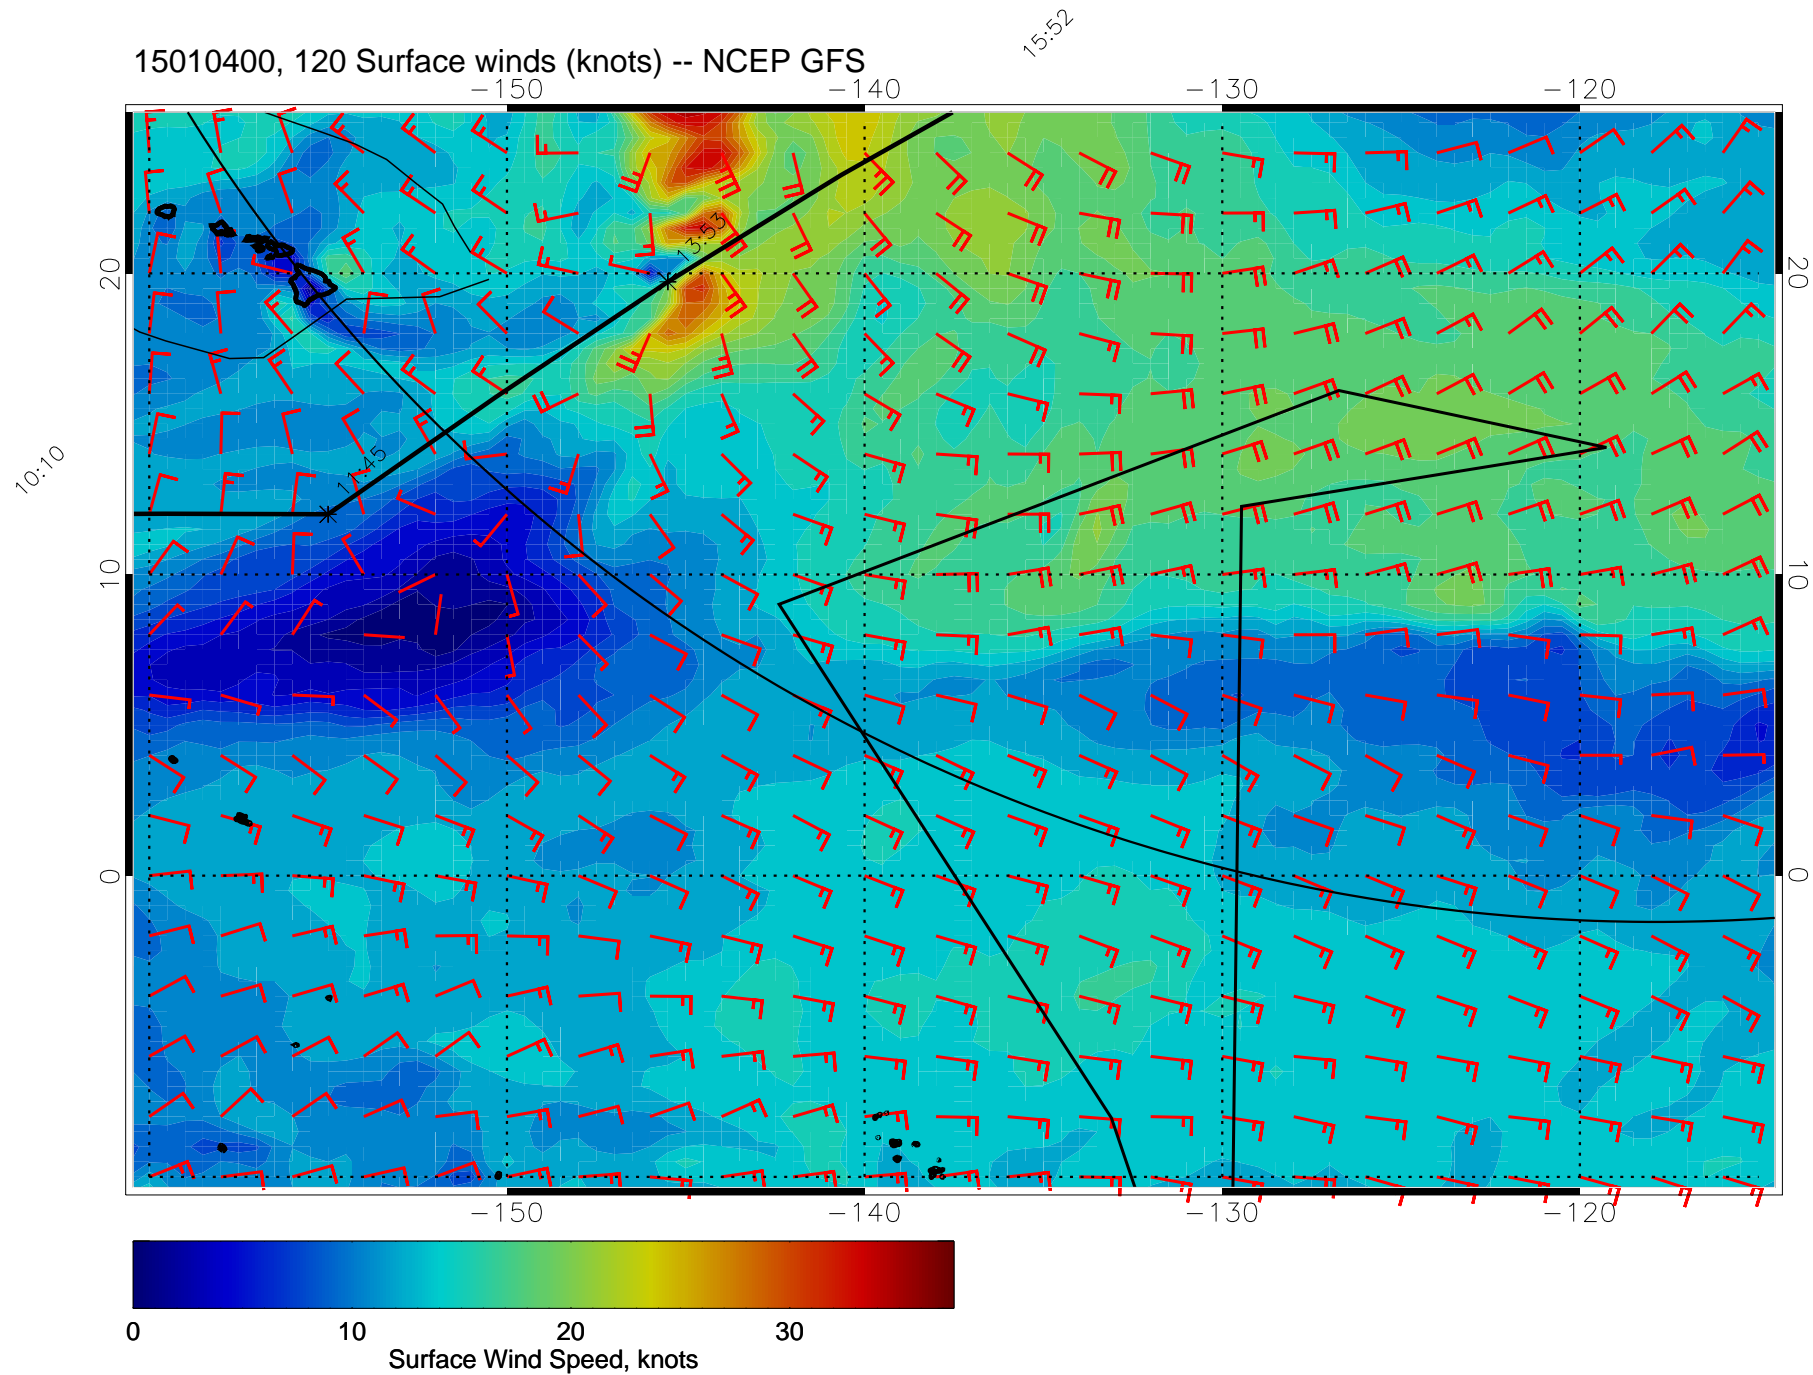 15:52
15010400, 120 Surface winds (knots) -- NCEP GFS
-150 -140 -130 -120
13:53
20 20
11:45
10:10
10 10
0 0
-150 -140 -130 -120
0 10 20 30
Surface Wind Speed, knots